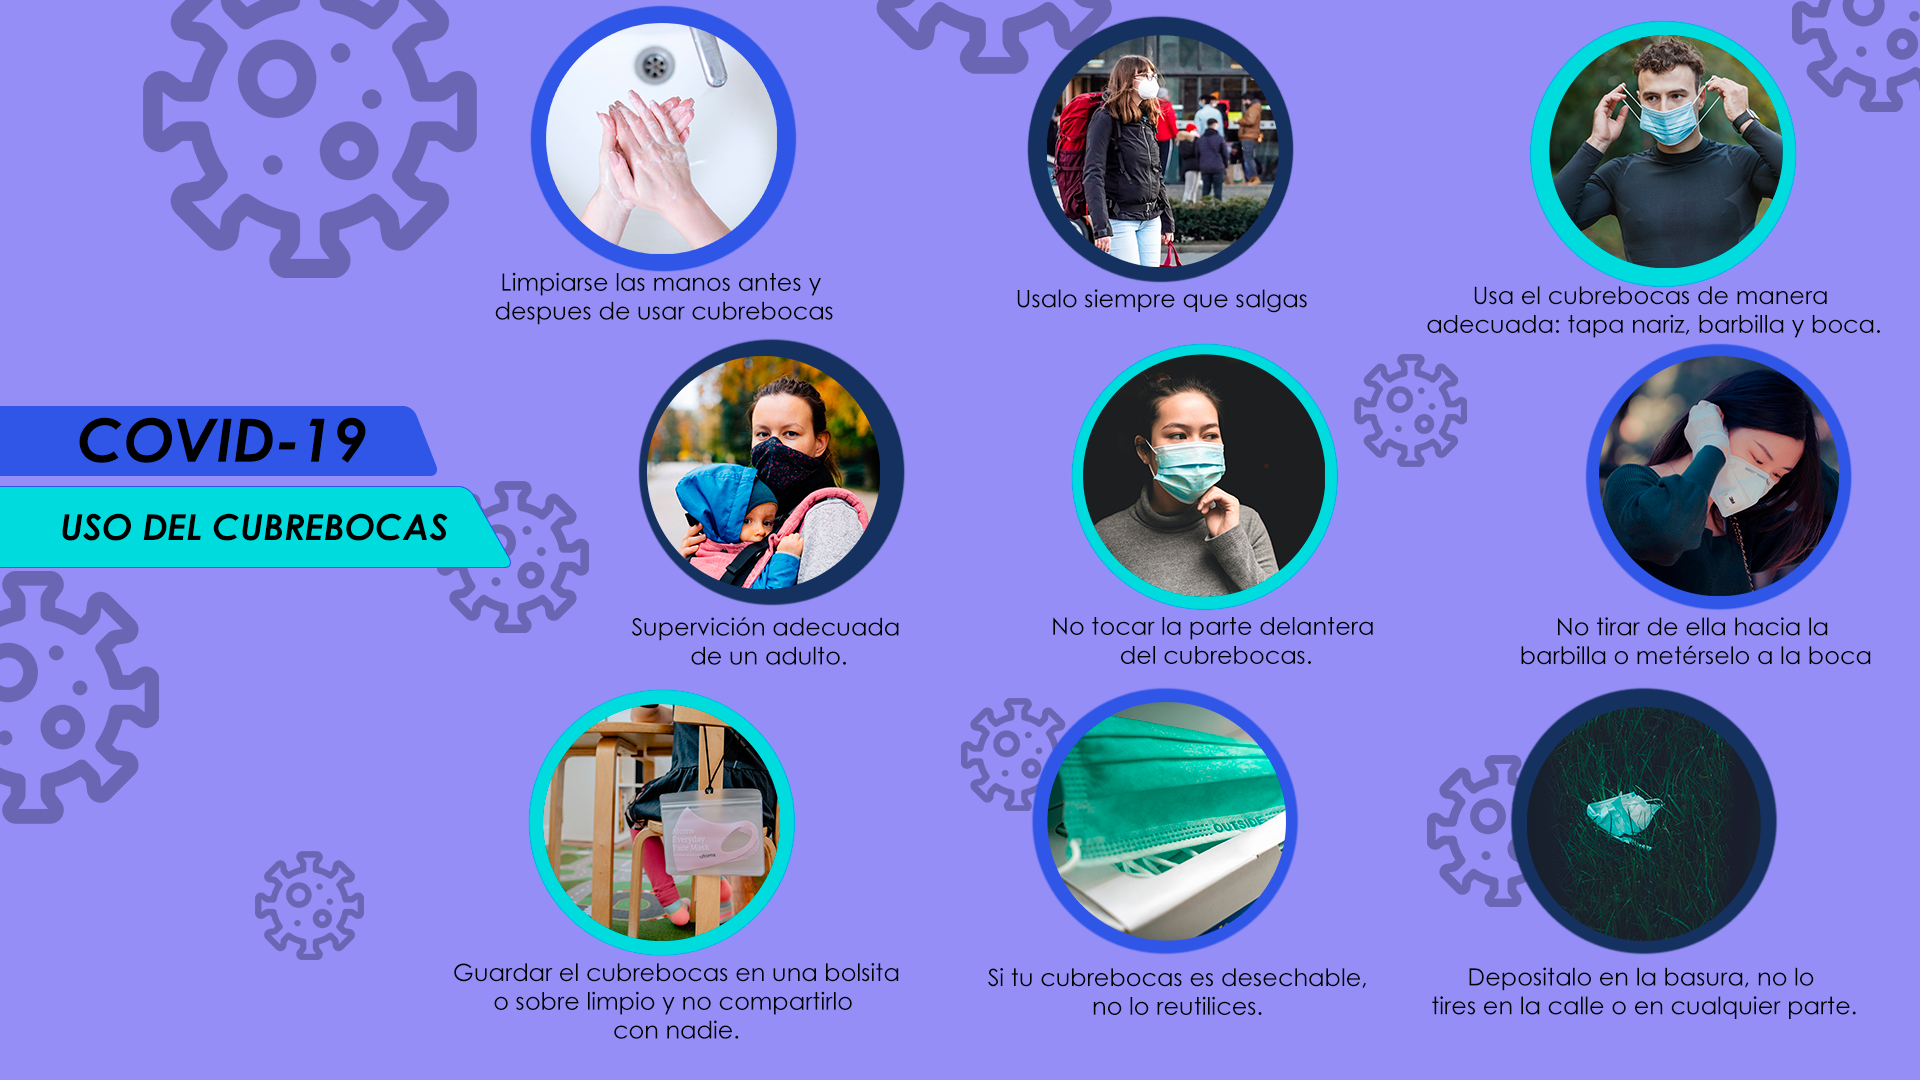 COVID-19
USO DEL CUBREBOCAS
Limpiarse las manos antes y
despues de usar cubrebocas
Usalo siempre que salgas
Usa el cubrebocas de manera
adecuada: tapa nariz, barbilla y boca.
Supervición adecuada
de un adulto.
No tocar la parte delantera
del cubrebocas.
No tirar de ella hacia la
barbilla o metérselo a la boca
Everyday
Face Mask
OUTSIDE
Guardar el cubrebocas en una bolsita
o sobre limpio y no compartirlo
con nadie.
Si tu cubrebocas es desechable,
no lo reutilices.
Depositalo en la basura, no lo
tires en la calle o en cualquier parte.